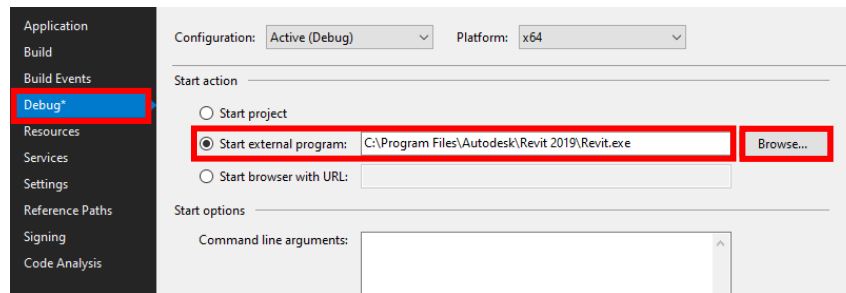 Application
Build
Build Events
Debug*
Resources
Services
Settings
Reference Paths
Signing
Code Analysis
Configuration: Active (Debug) Platform: x64
Start action
Start project
Start external program: C:\Program Files\Autodesk\Revit 2019\Revit.exe Browse...
Start browser with URL:
Start options
Command line arguments: